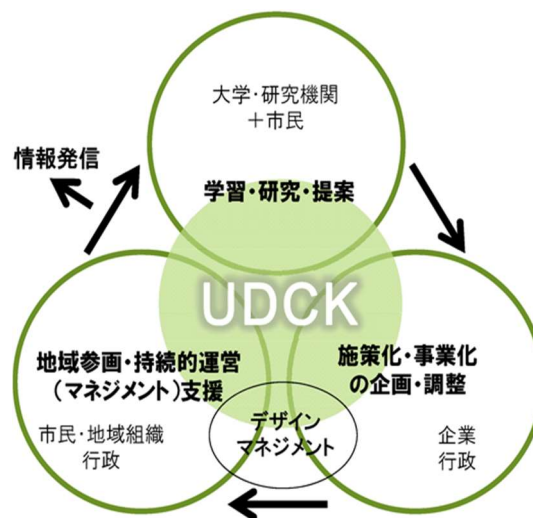 大学・研究機関
＋市民
情報発信
学習・研究・提案
UDCK
地域参画・持続的運営
（マネジメント）支援
市民・地域組織
行政
施策化・事業化
の企画・調整
企業
行政
デザイン
マネジメント